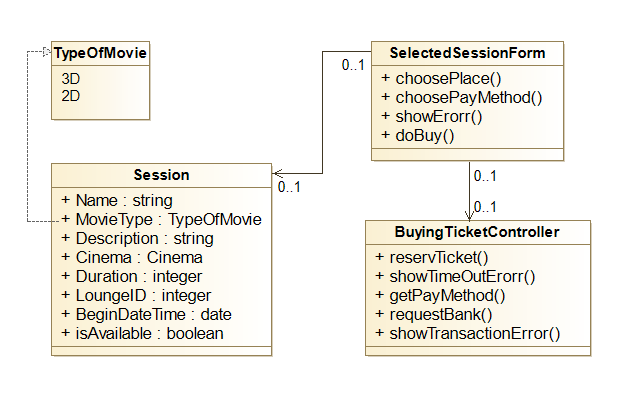 TypeOfMovie
3D
2D
SelectedSessionForm
+ choosePlace()
+ choosePayMethod()
+ showErorr()
+ doBuy()
0..1
Session
+ Name : string
+ MovieType : TypeOfMovie
+ Description : string
+ Cinema : Cinema
+ Duration : integer
+ LoungeID : integer
+ BeginDateTime : date
+ isAvailable : boolean
0..1
0..1
0..1
BuyingTicketController
+ reservTicket()
+ showTimeOutErorr()
+ getPayMethod()
+ requestBank()
+ showTransactionError()